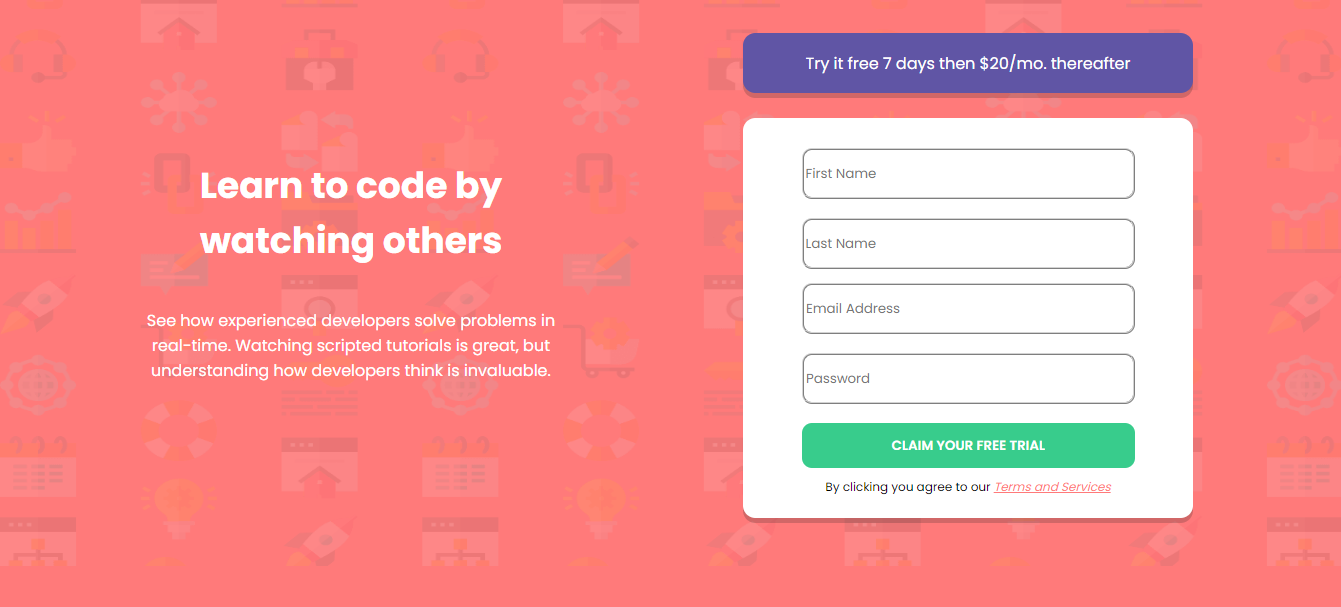 Learn to code by
watching others
See how experienced developers solve problems in
real-time. Watching scripted tutorials is great, but
understanding how developers think is invaluable.
Try it free 7 days then $20/mo. thereafter
First Name
Last Name
Email Address
Password
CLAIM YOUR FREE TRIAL
By clicking you agree to our Terms and Services